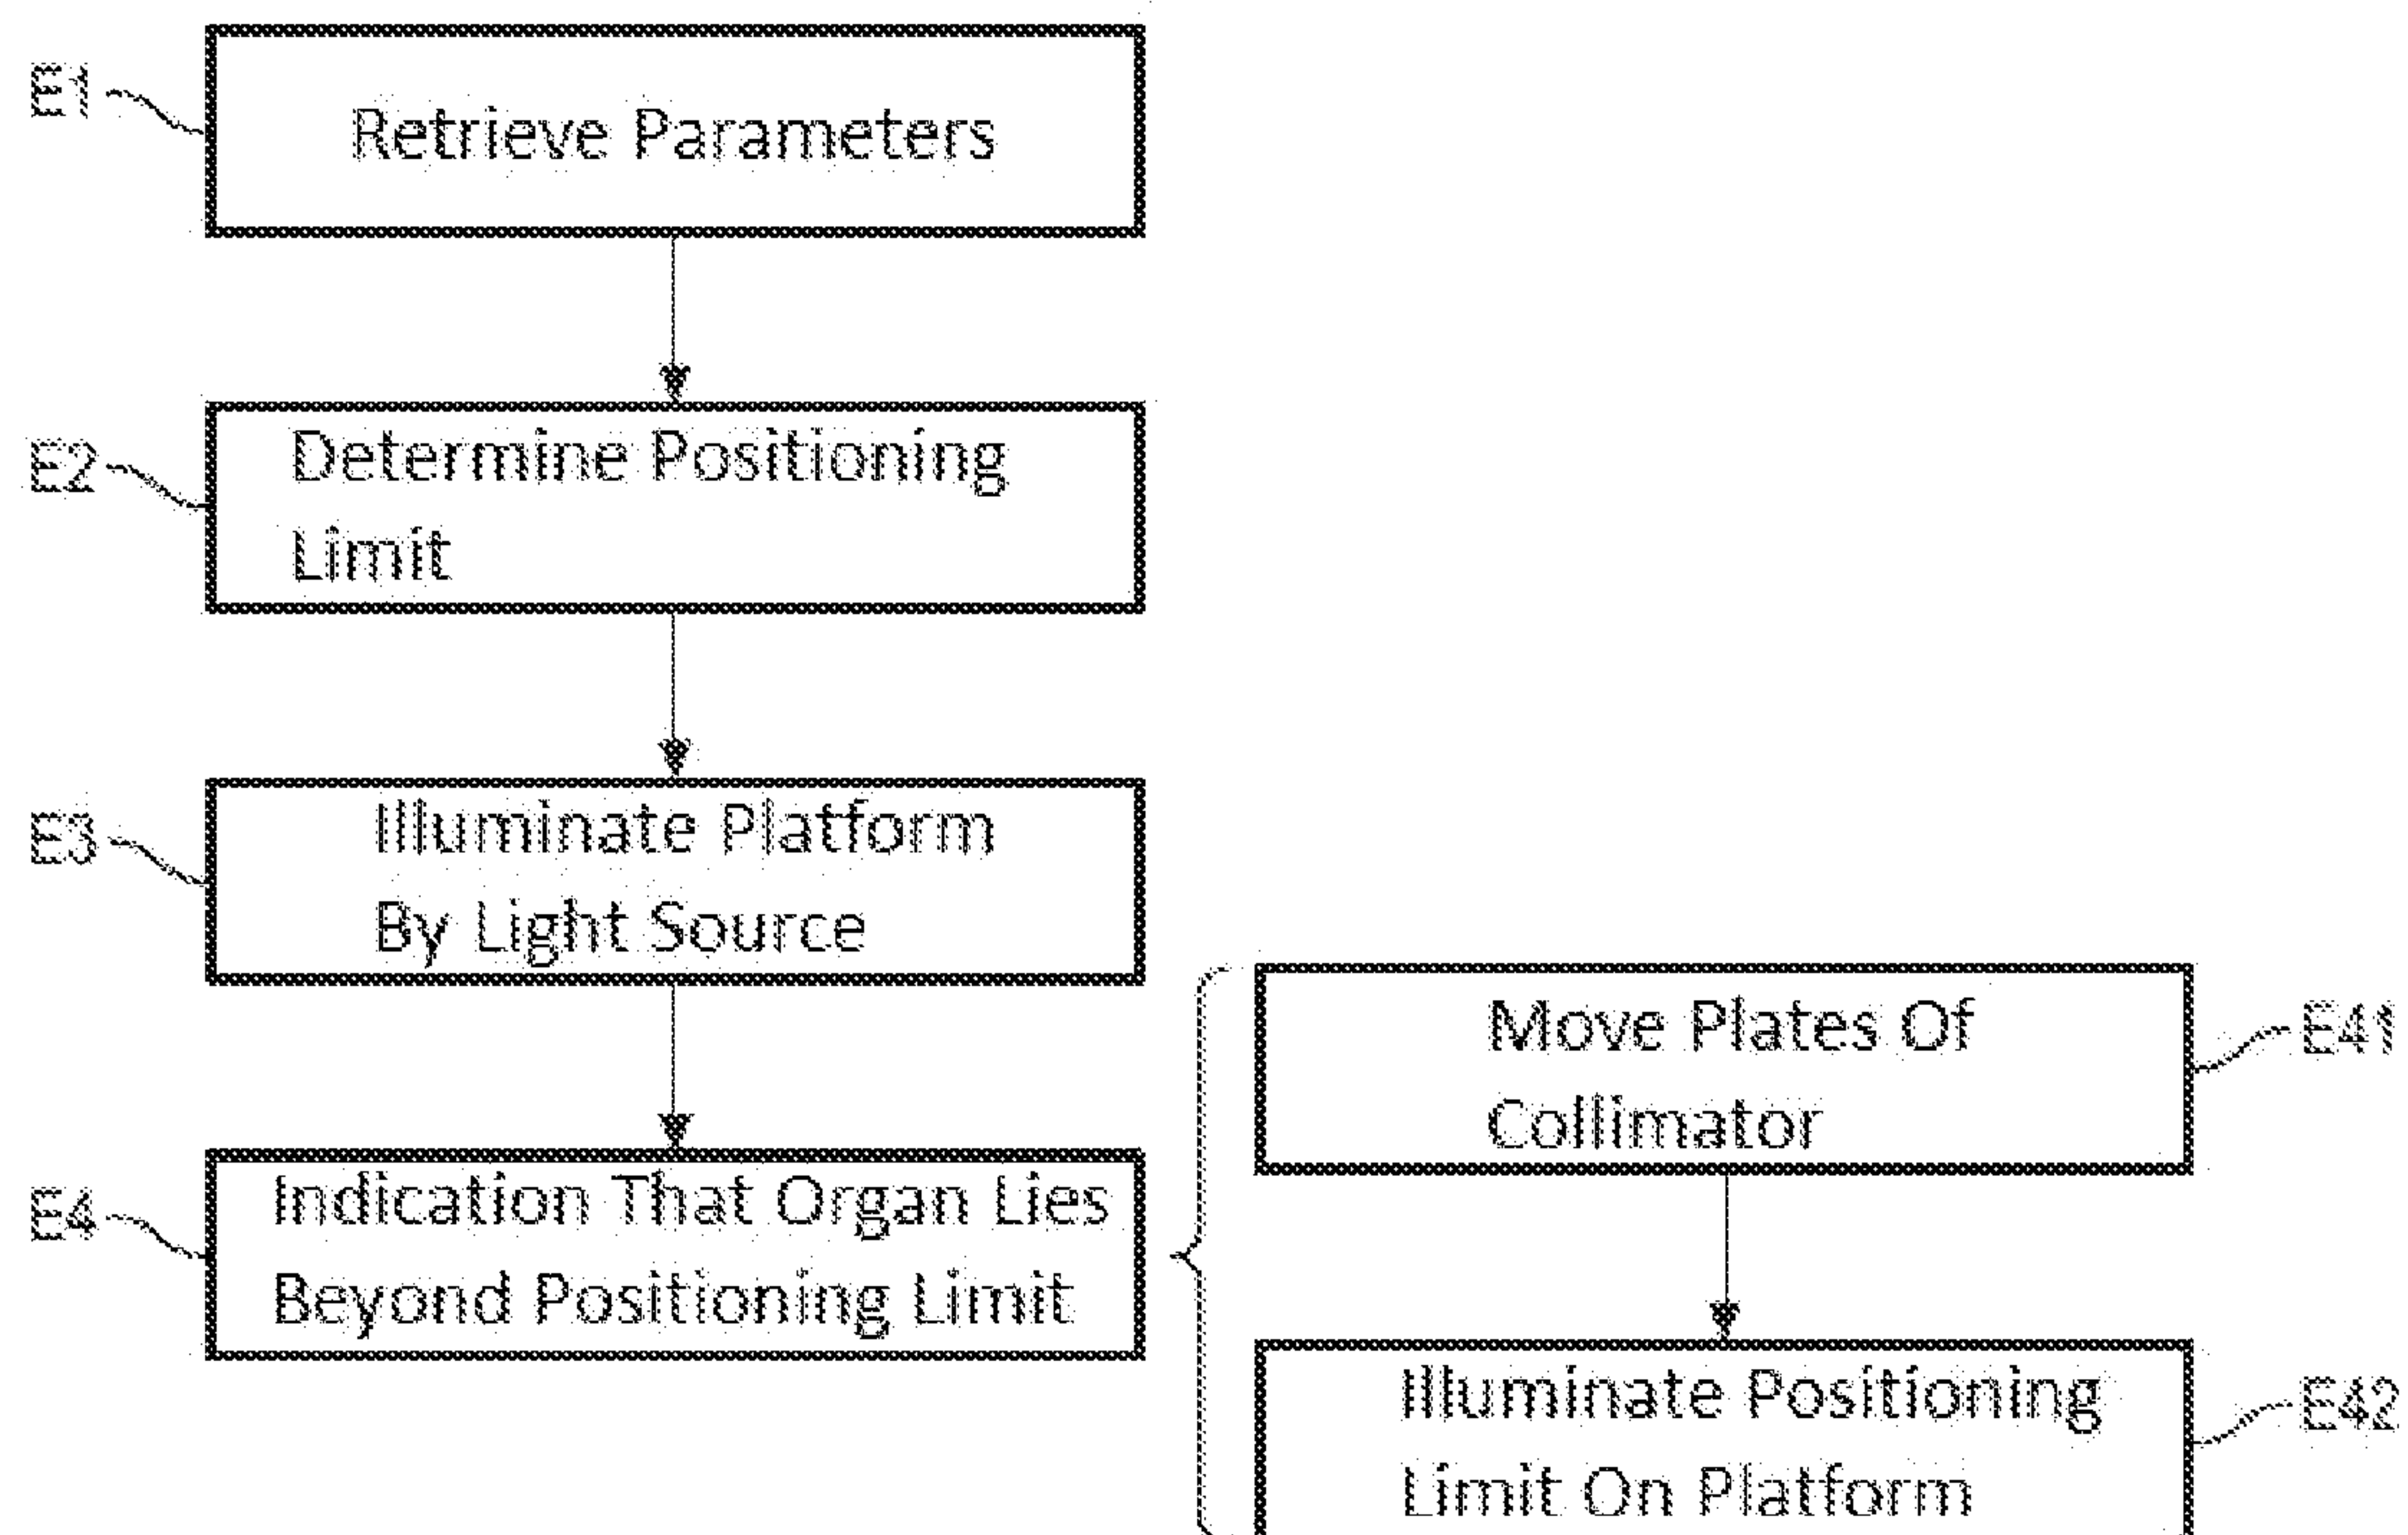 E1
Retrieve Parameters
E2
Determine Positioning
Limit
E3
Illuminate Platform
By Light Source
E4
Indication That Organ Lies
Beyond Positioning Limit
Move Plates Of
Collimator
E41
Illuminate Positioning
Limit On Platform
E42